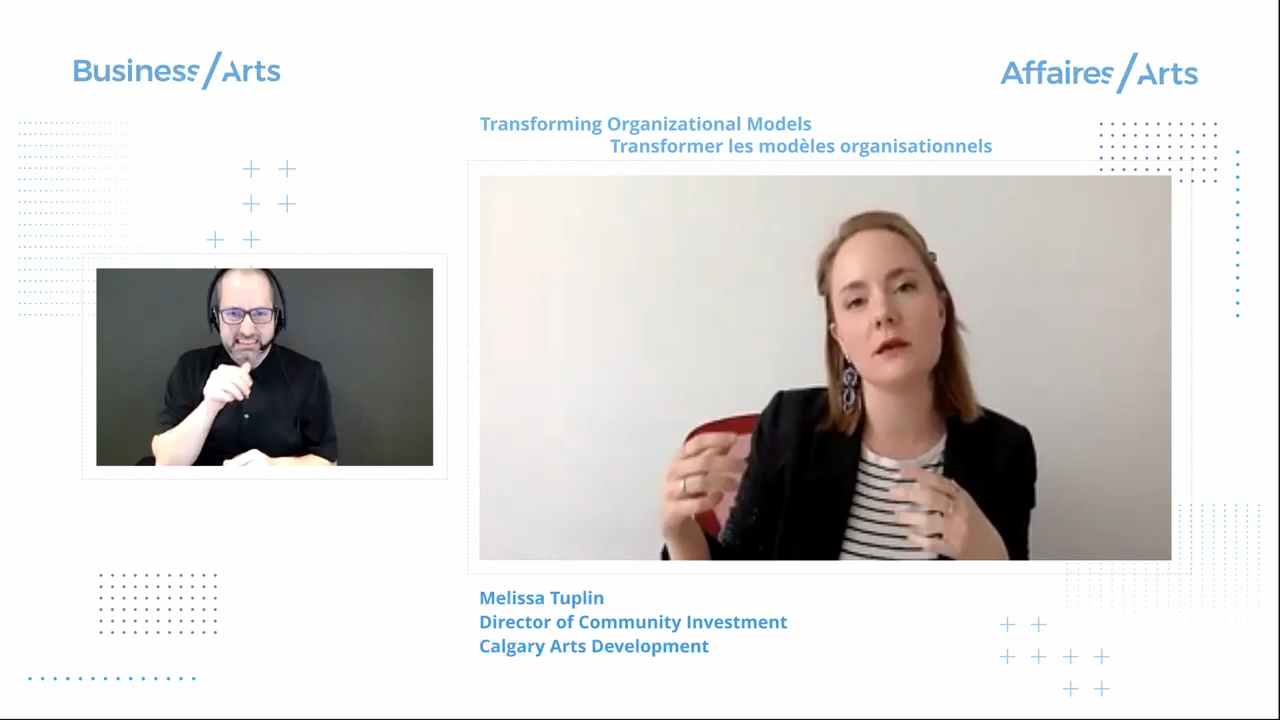 Business/Arts
Affaires/Arts
Transforming Organizational Models
Transformer les modèles organisationnels
Melissa Tuplin
Director of Community Investment
Calgary Arts Development